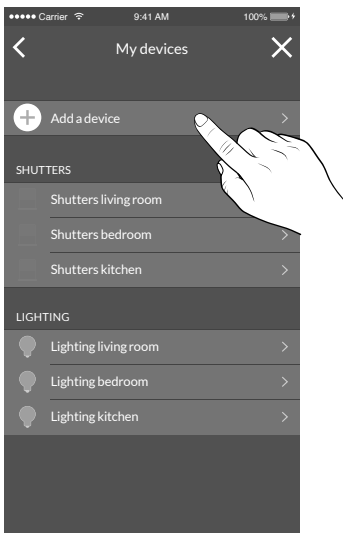 Carrier 9:41 AM 100%
My devices
Add a device
SHUTTERS
Shutters living room
Shutters bedroom
Shutters kitchen
LIGHTING
Lighting living room
Lighting bedroom
Lighting kitchen